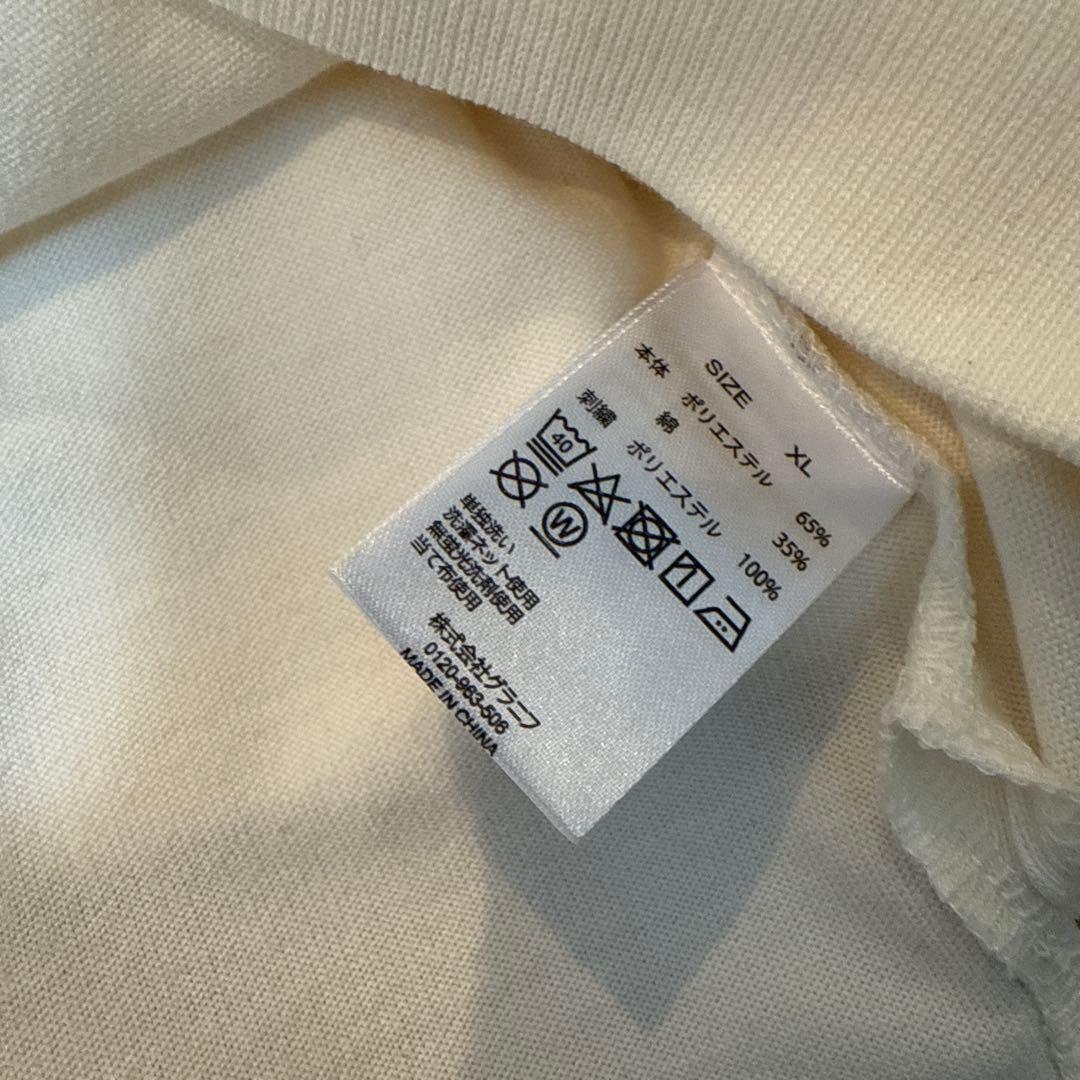 SIZE XL
本体 ポリエステル 65%
綿 35%
刺繍 ポリエステル 100%
40
W
単独洗い
洗濯ネット使用
無蛍光洗剤使用
当て布使用
株式会社グラニフ
0120-963-506
MADE IN CHINA